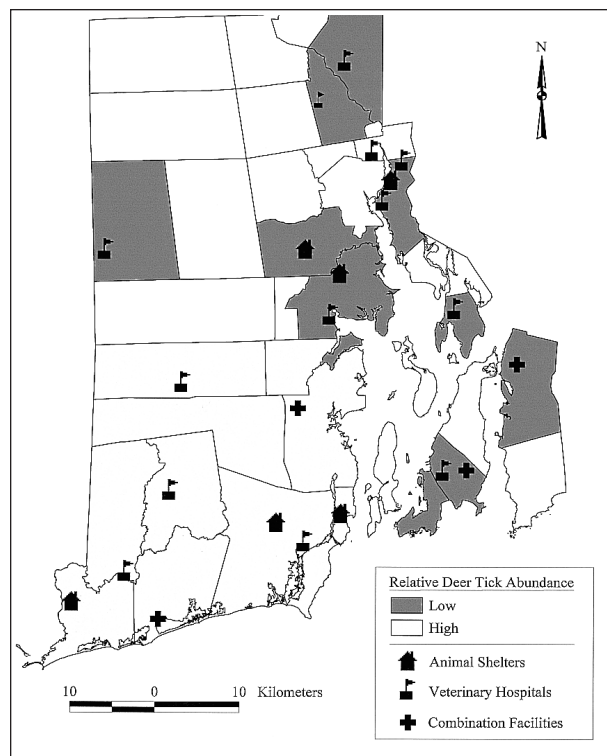 N
Relative Deer Tick Abundance
Low
High
Animal Shelters
Veterinary Hospitals
Combination Facilities
10 0 10 Kilometers